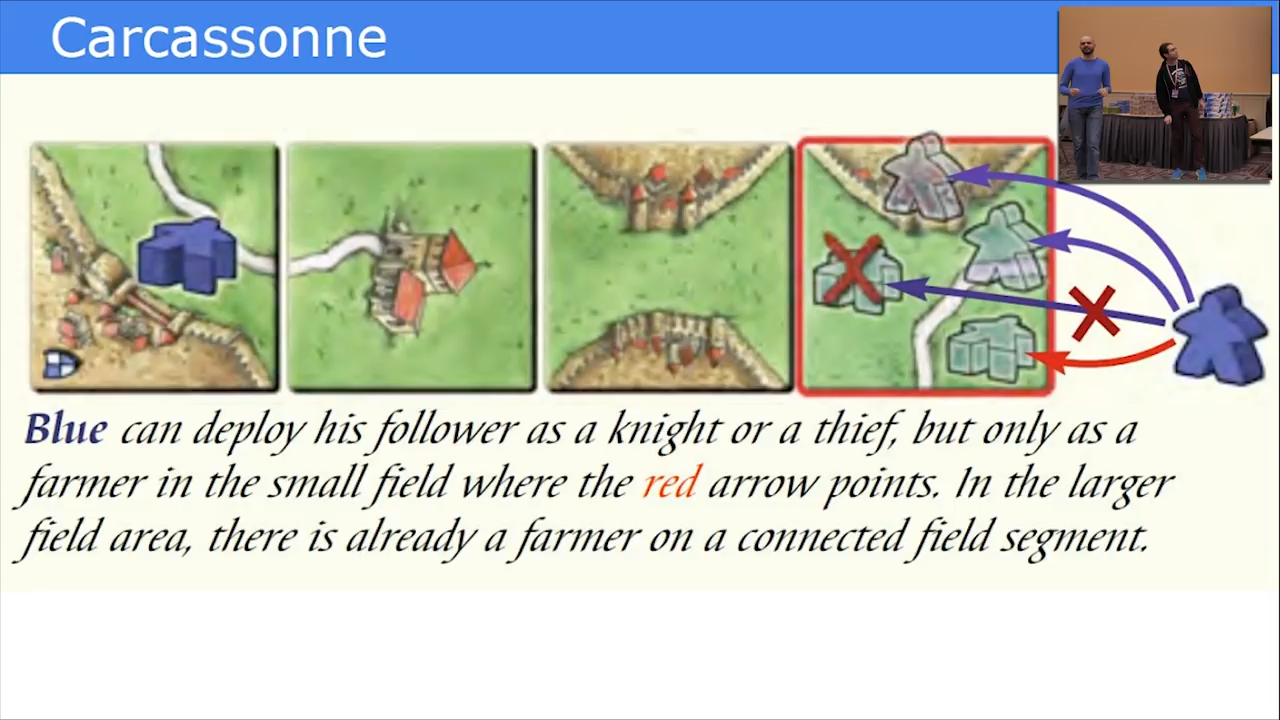 Carcassonne
Blue can deploy his follower as a knight or a thief, but only as a
farmer in the small field where the red arrow points. In the larger
field area, there is already a farmer on a connected field segment.